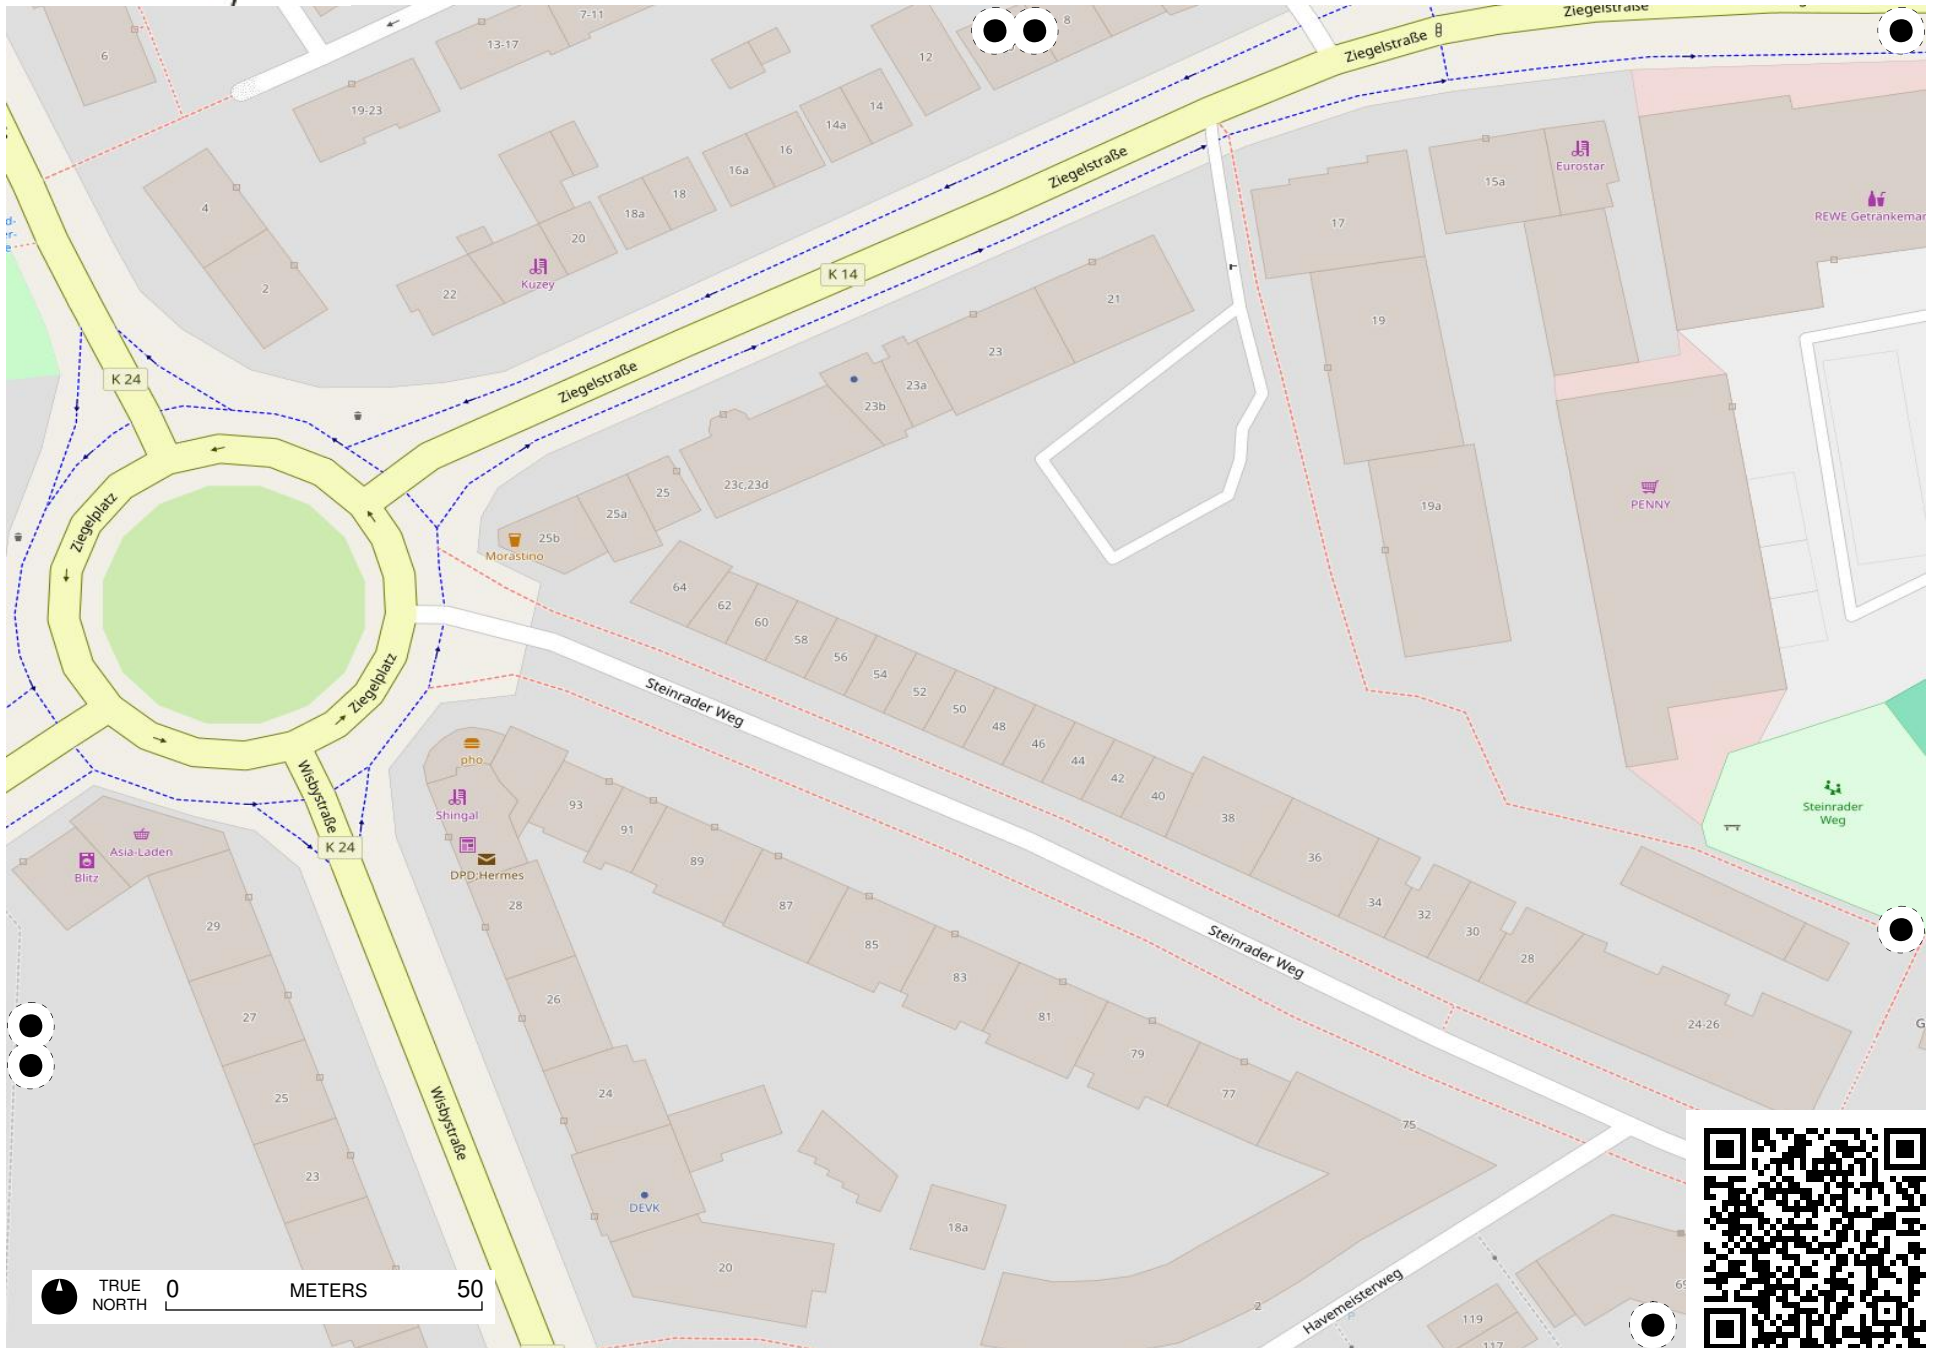 Ziegelstraße
7-11
8
6
13-17
12
Ziegelstraße
19-23
14
14a
16
16a
18
18a
4
20
Kuzey
2
22
Ziegelstraße
K 14
15a
Eurostar
17
REWE Getränkemar
21
19
23
23a
23b
K 24
Ziegelstraße
23c,23d
25
25a
25b
Morastino
19a
PENNY
Ziegelplatz
Ziegelplatz
64
62
60
58
56
54
52
50
48
46
44
42
40
38
36
34
32
30
28
24-26
Steinrader Weg
Steinrader Weg
Steinrader
Weg
pho
Shingal
DPD;Hermes
93
91
89
87
85
83
81
79
77
75
Wisbystraße
K 24
Asia-Laden
Blitz
29
27
25
23
28
26
24
DEVK
20
18a
Wisbystraße
2
Havemeisterweg
119
117
69
G
d-
er-
e
TRUE
NORTH
0 METERS 50